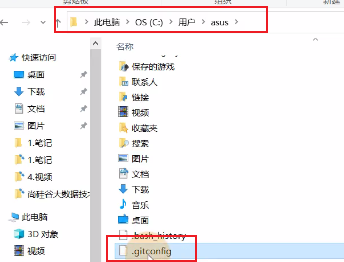 此电脑 › OS (C:) › 用户 › asus ›
名称
快速访问
桌面
下载
文档
图片
1.笔记
1.笔记
4.视频
尚硅谷大数据技
此电脑
3D 对象
视频
保存的游戏
联系人
链接
视频
收藏夹
搜索
图片
文档
下载
音乐
桌面
.bash_history
.gitconfig